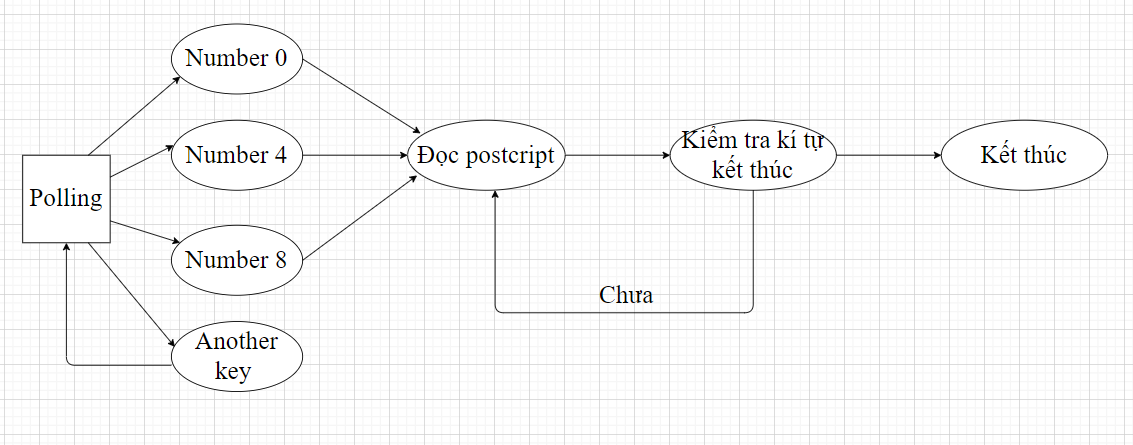 Number 0
Number 4
Polling
Number 8
Another
key
Đọc postcript
Kiểm tra kí tự
kết thúc
Kết thúc
Chưa